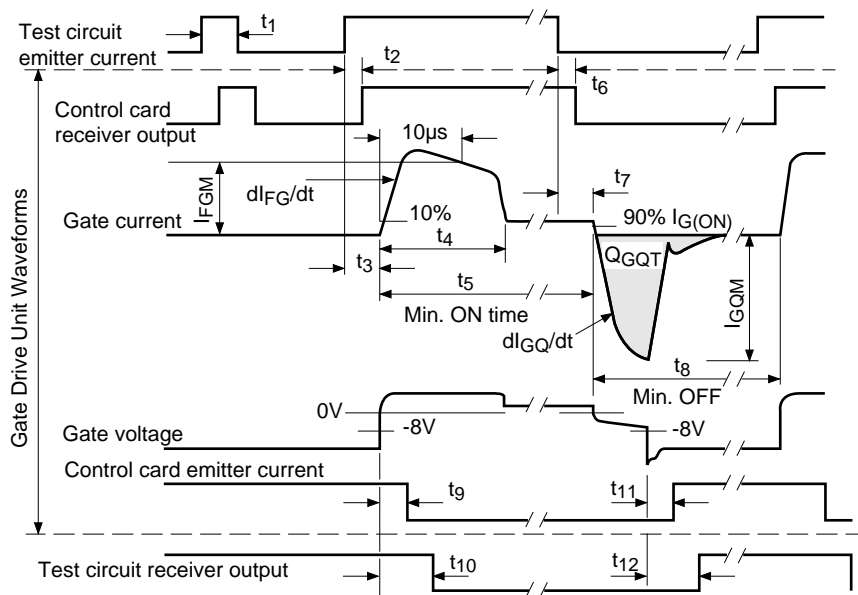 Test circuit
emitter current
t1
t2
t6
Control card
receiver output
10µs
t7
IFGM
dIFG/dt
Gate current
10%
90% IG(ON)
t4
QGQT
t3
t5
IGQM
Min. ON time
dIGQ/dt
t8
Min. OFF
0V
Gate voltage
-8V
-8V
Control card emitter current
t9
t11
Test circuit receiver output
t10
t12
Gate Drive Unit Waveforms